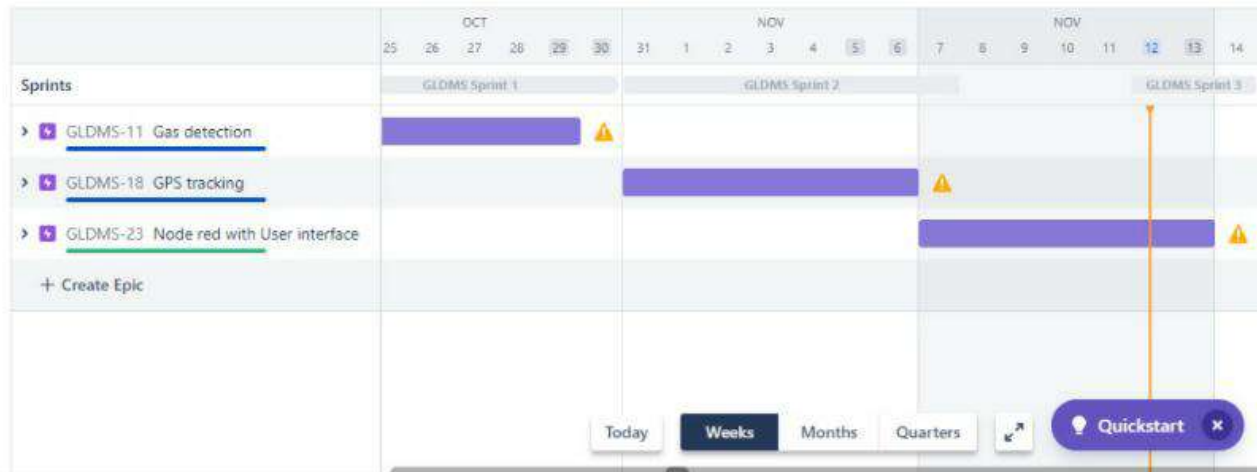 OCT NOV NOV
25 26 27 28 29 30 31 1 2 3 4 5 6 7 8 9 10 11 12 13 14
Sprints GLDMS Sprint 1 GLDMS Sprint 2 GLDMS Sprint 3
GLDMS-11 Gas detection
GLDMS-18 GPS tracking
GLDMS-23 Node red with User interface
+ Create Epic
Today Weeks Months Quarters Quickstart